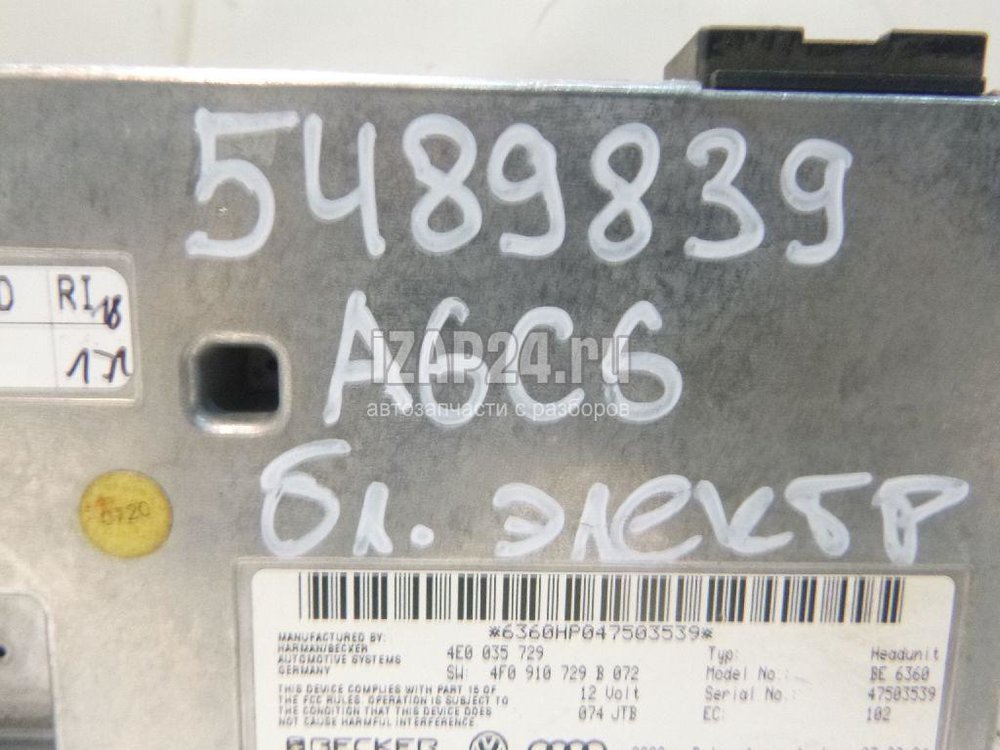 5489839
RI 18
171
A6C6
iZAP24.ru
автозапчасти с разборов
0720
бл. электр
*6360HP047503539*
MANUFACTURED BY:
HARMAN/BECKER
AUTOMOTIVE SYSTEMS
GERMANY
4E0 035 729
SW: 4F0 910 729 B 072
12 Volt
074 JTB
THIS DEVICE COMPLIES WITH PART 15 OF
THE FCC RULES. OPERATION IS SUBJECT TO
THE CONDITION THAT THIS DEVICE DOES
NOT CAUSE HARMFUL INTERFERENCE
Typ: Headunit
Model No.: BE 6360
Serial No.: 47503539
EC: 102
BECKER